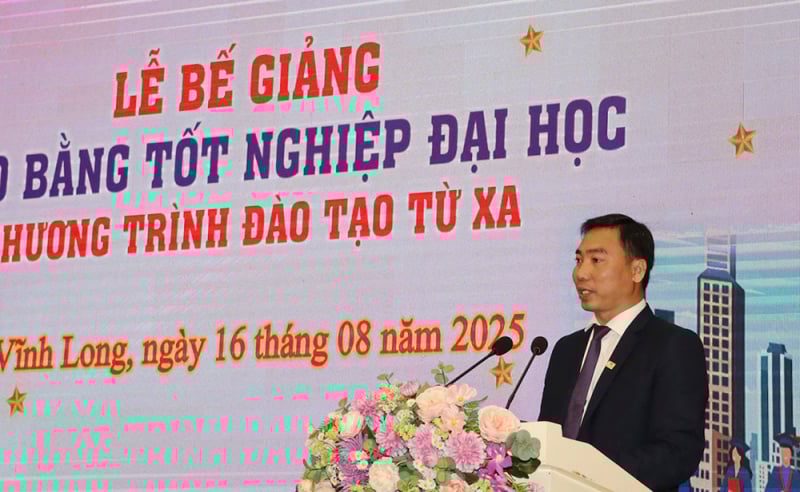 LỄ BẾ GIẢNG
BẰNG TỐT NGHIỆP ĐẠI HỌC
HƯƠNG TRÌNH ĐÀO TẠO TỪ XA
Vĩnh Long, ngày 16 tháng 08 năm 2025